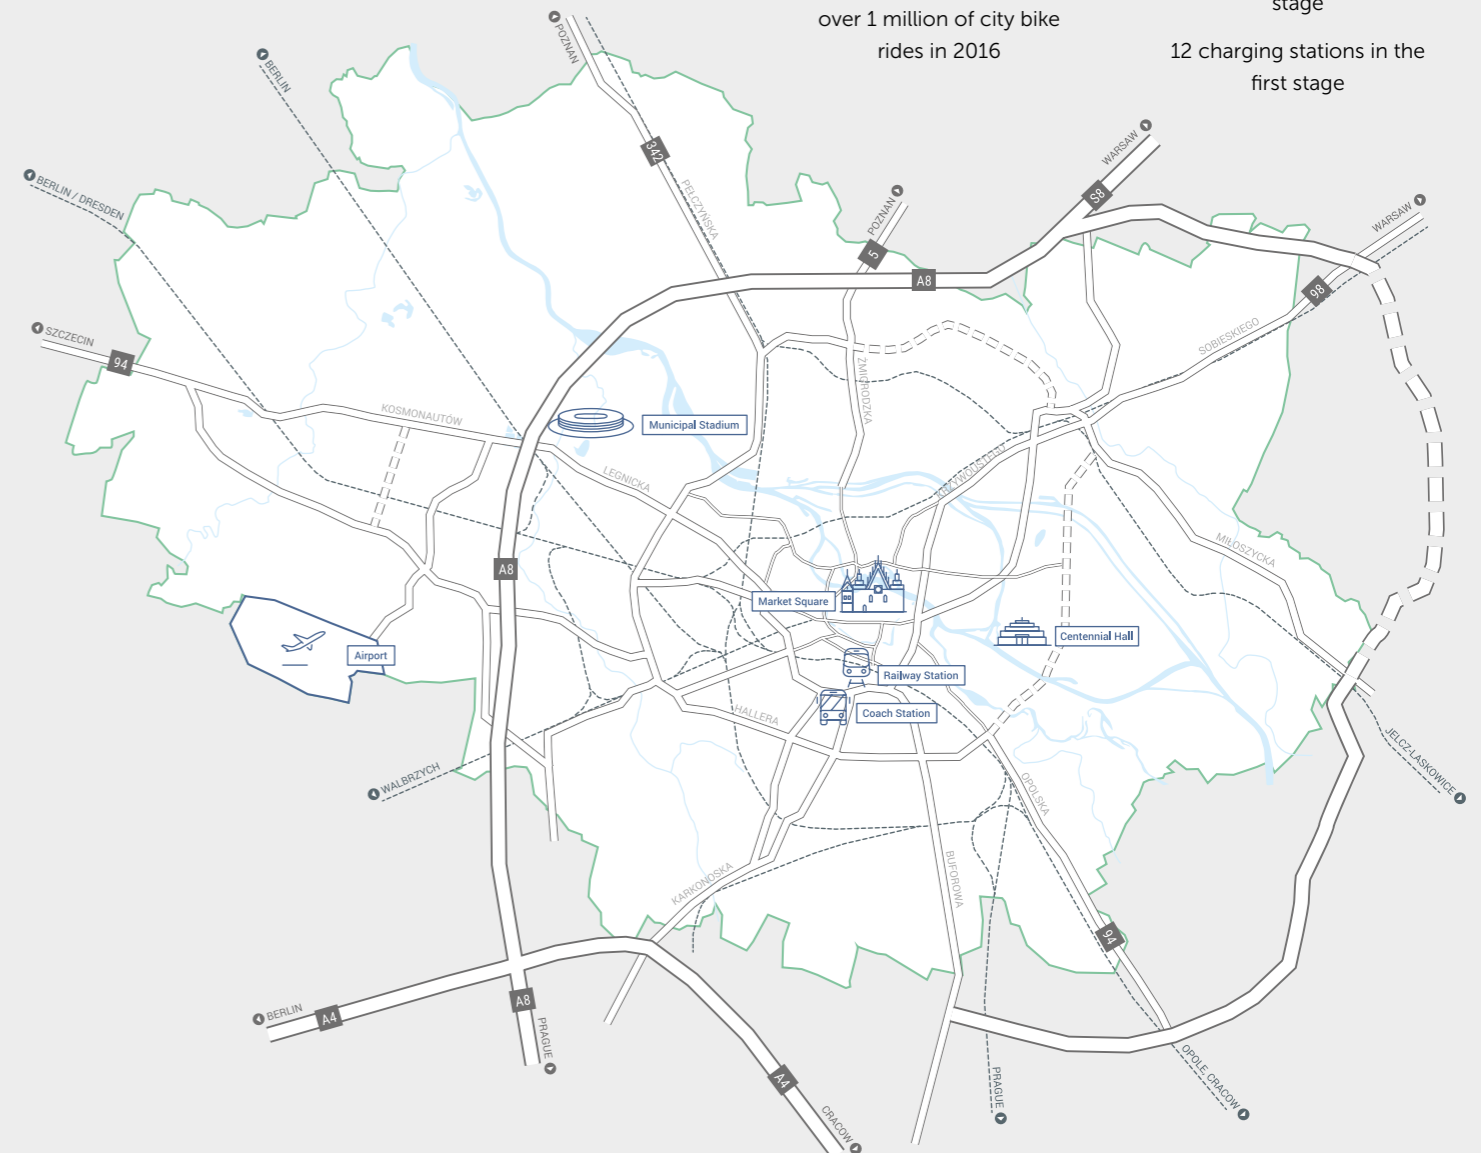 over 1 million of city bike
rides in 2016
stage
12 charging stations in the
first stage
POZNAN
BERLIN
BERLIN / DRESDEN
342
PEŁCZYŃSKA
POZNAN
5
A8
WARSAW
S8
WARSAW
98
SOBIESKIEGO
SZCZECIN
94
KOSMONAUTÓW
Municipal Stadium
ŻMIGRODZKA
LEGNICKA
KRZYWOUSTEGO
MIŁOSZYCKA
A8
Market Square
Centennial Hall
Airport
Railway Station
Coach Station
HALLERA
WALBRZYCH
JELCZ-LASKOWICE
OPOLSKA
KARKONOSKA
BUFOROWA
94
BERLIN
A4
A8
PRAGUE
A4
CRACOW
PRAGUE
OPOLE, CRACOW